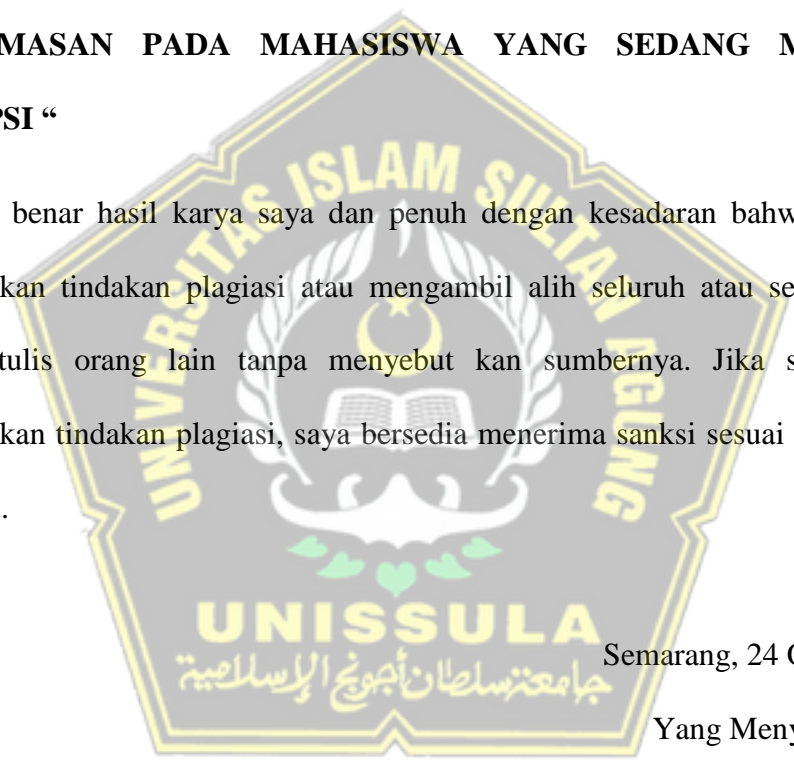 MASAN PADA MAHASISWA YANG SEDANG M
PSI “
benar hasil karya saya dan penuh dengan kesadaran bahw
kan tindakan plagiasi atau mengambil alih seluruh atau se
tulis orang lain tanpa menyebut kan sumbernya. Jika s
kan tindakan plagiasi, saya bersedia menerima sanksi sesuai
.
UNIVERSITAS ISLAM SULTAN AGUNG
UNISSULA
جامعتنسلطان أجونج الإسلامية
Semarang, 24 O
Yang Meny